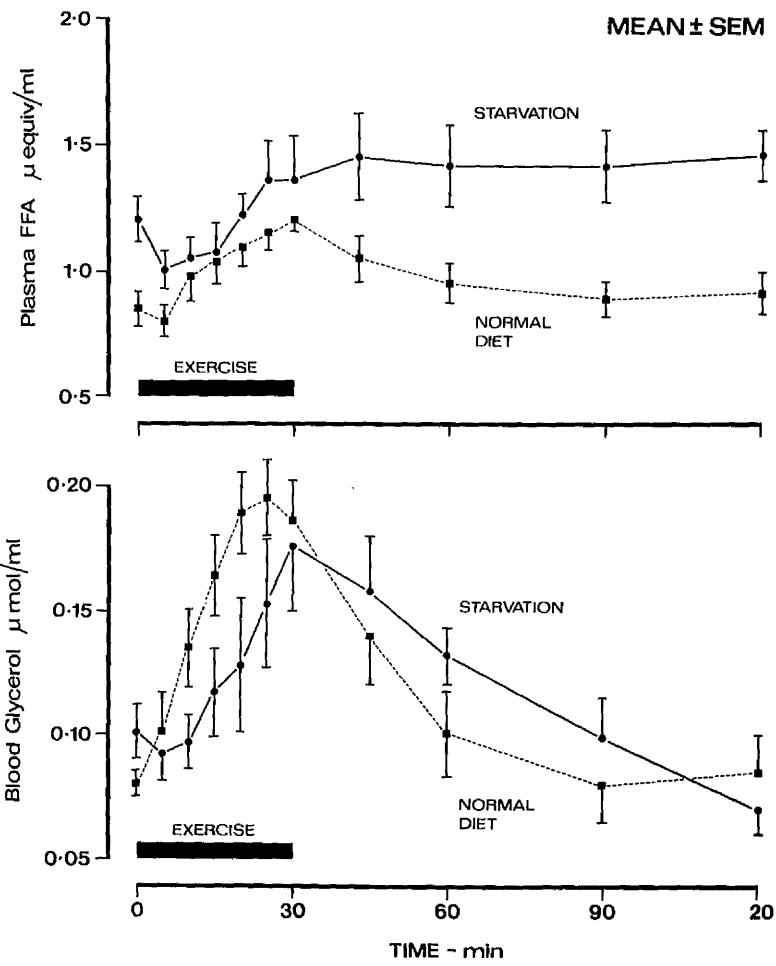 MEAN ± SEM
2·0
1·5
1·0
0·5
Plasma FFA μequiv/ml
STARVATION
NORMAL
DIET
EXERCISE
0·20
0·15
0·10
0·05
Blood Glycerol μmol/ml
STARVATION
NORMAL
DIET
EXERCISE
0 30 60 90 20
TIME - min